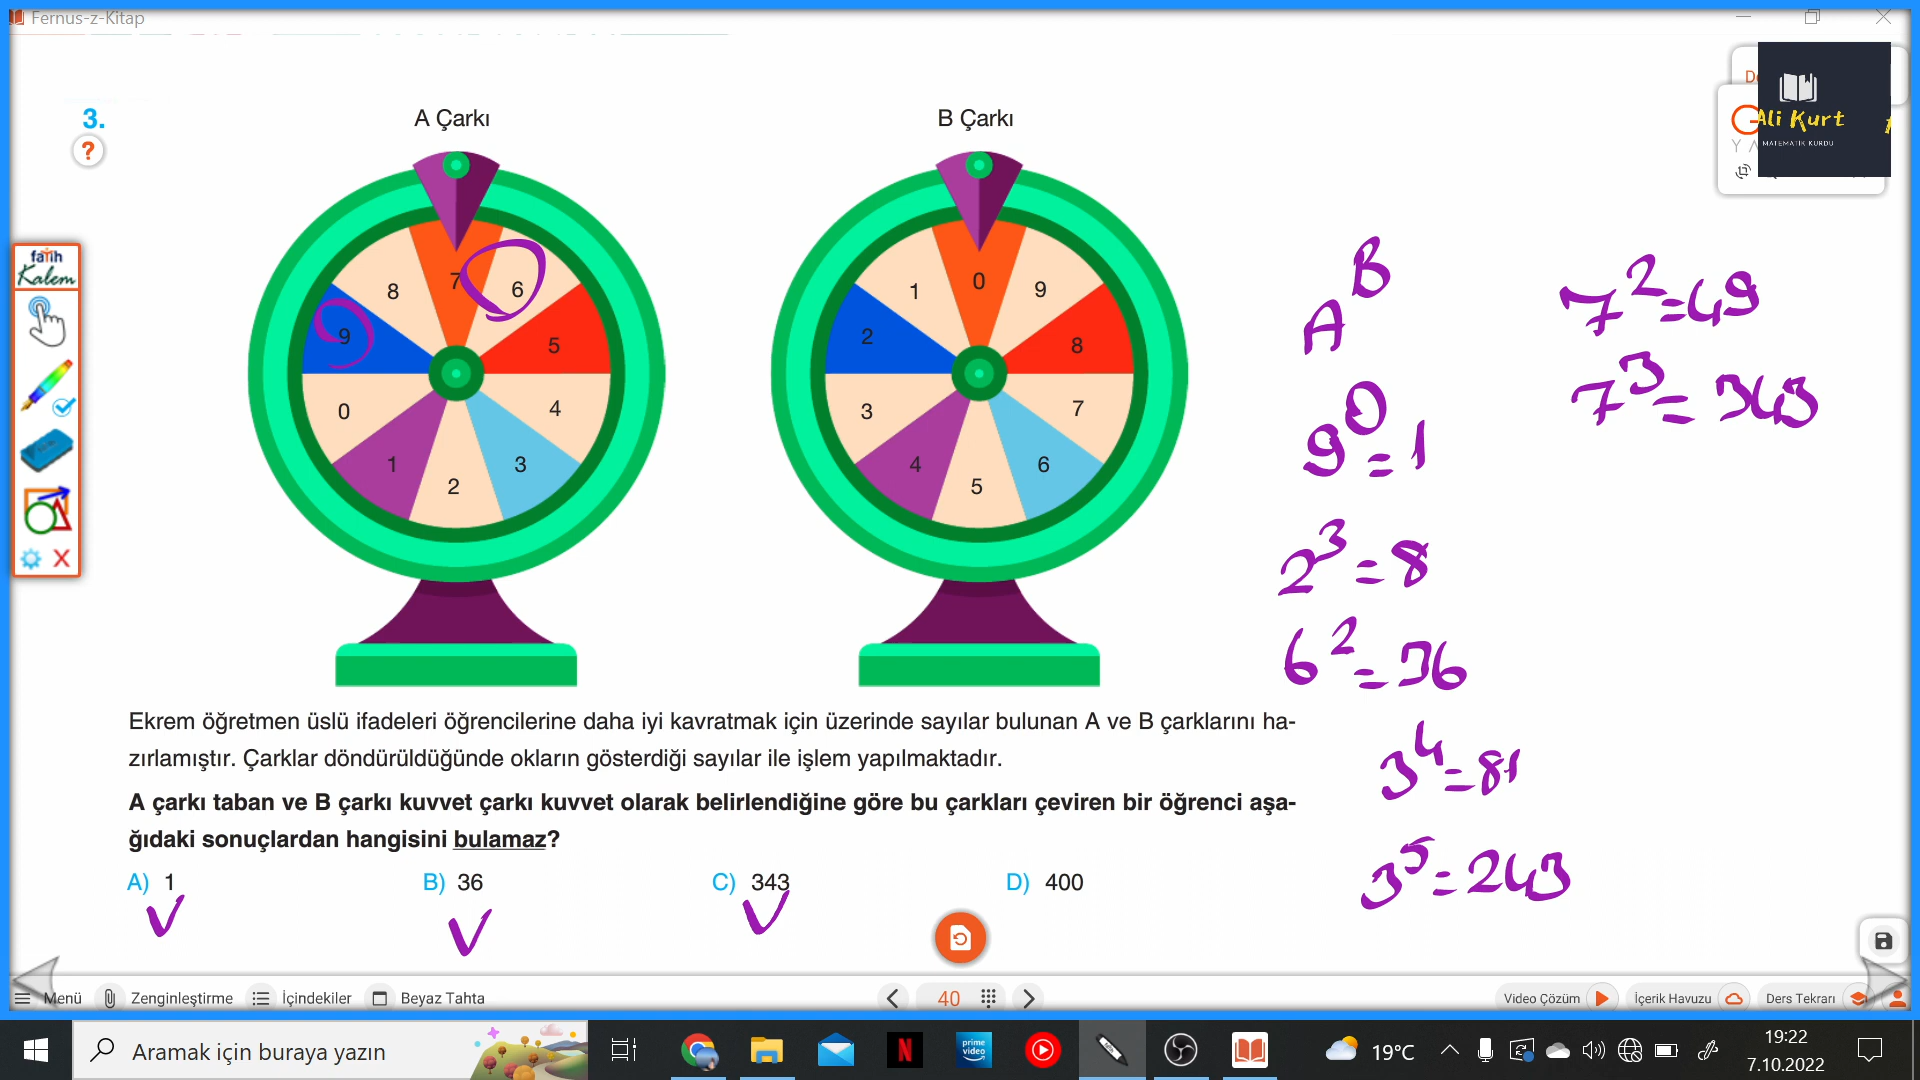 Fernus-z-Kitap
3.
?
A Çarkı
B Çarkı
Ali Kurt
MATEMATİK KURDU
fatih
Kalem
8
7
6
9
5
0
4
1
3
2
1
0
9
2
8
3
7
4
6
5
A^B
9^0=1
2^3=8
6^2=36
3^4=81
3^5=243
7^2=49
7^3=343
Ekrem öğretmen üslü ifadeleri öğrencilerine daha iyi kavratmak için üzerinde sayılar bulunan A ve B çarklarını ha-
zırlamıştır. Çarklar döndürüldüğünde okların gösterdiği sayılar ile işlem yapılmaktadır.
A çarkı taban ve B çarkı kuvvet çarkı kuvvet olarak belirlendiğine göre bu çarkları çeviren bir öğrenci aşa-
ğıdaki sonuçlardan hangisini bulamaz?
A) 1 B) 36 C) 343 D) 400
Menü Zenginleştirme İçindekiler Beyaz Tahta 40 Video Çözüm İçerik Havuzu Ders Tekrarı
Aramak için buraya yazın
N
prime video
19°C
19:22
7.10.2022